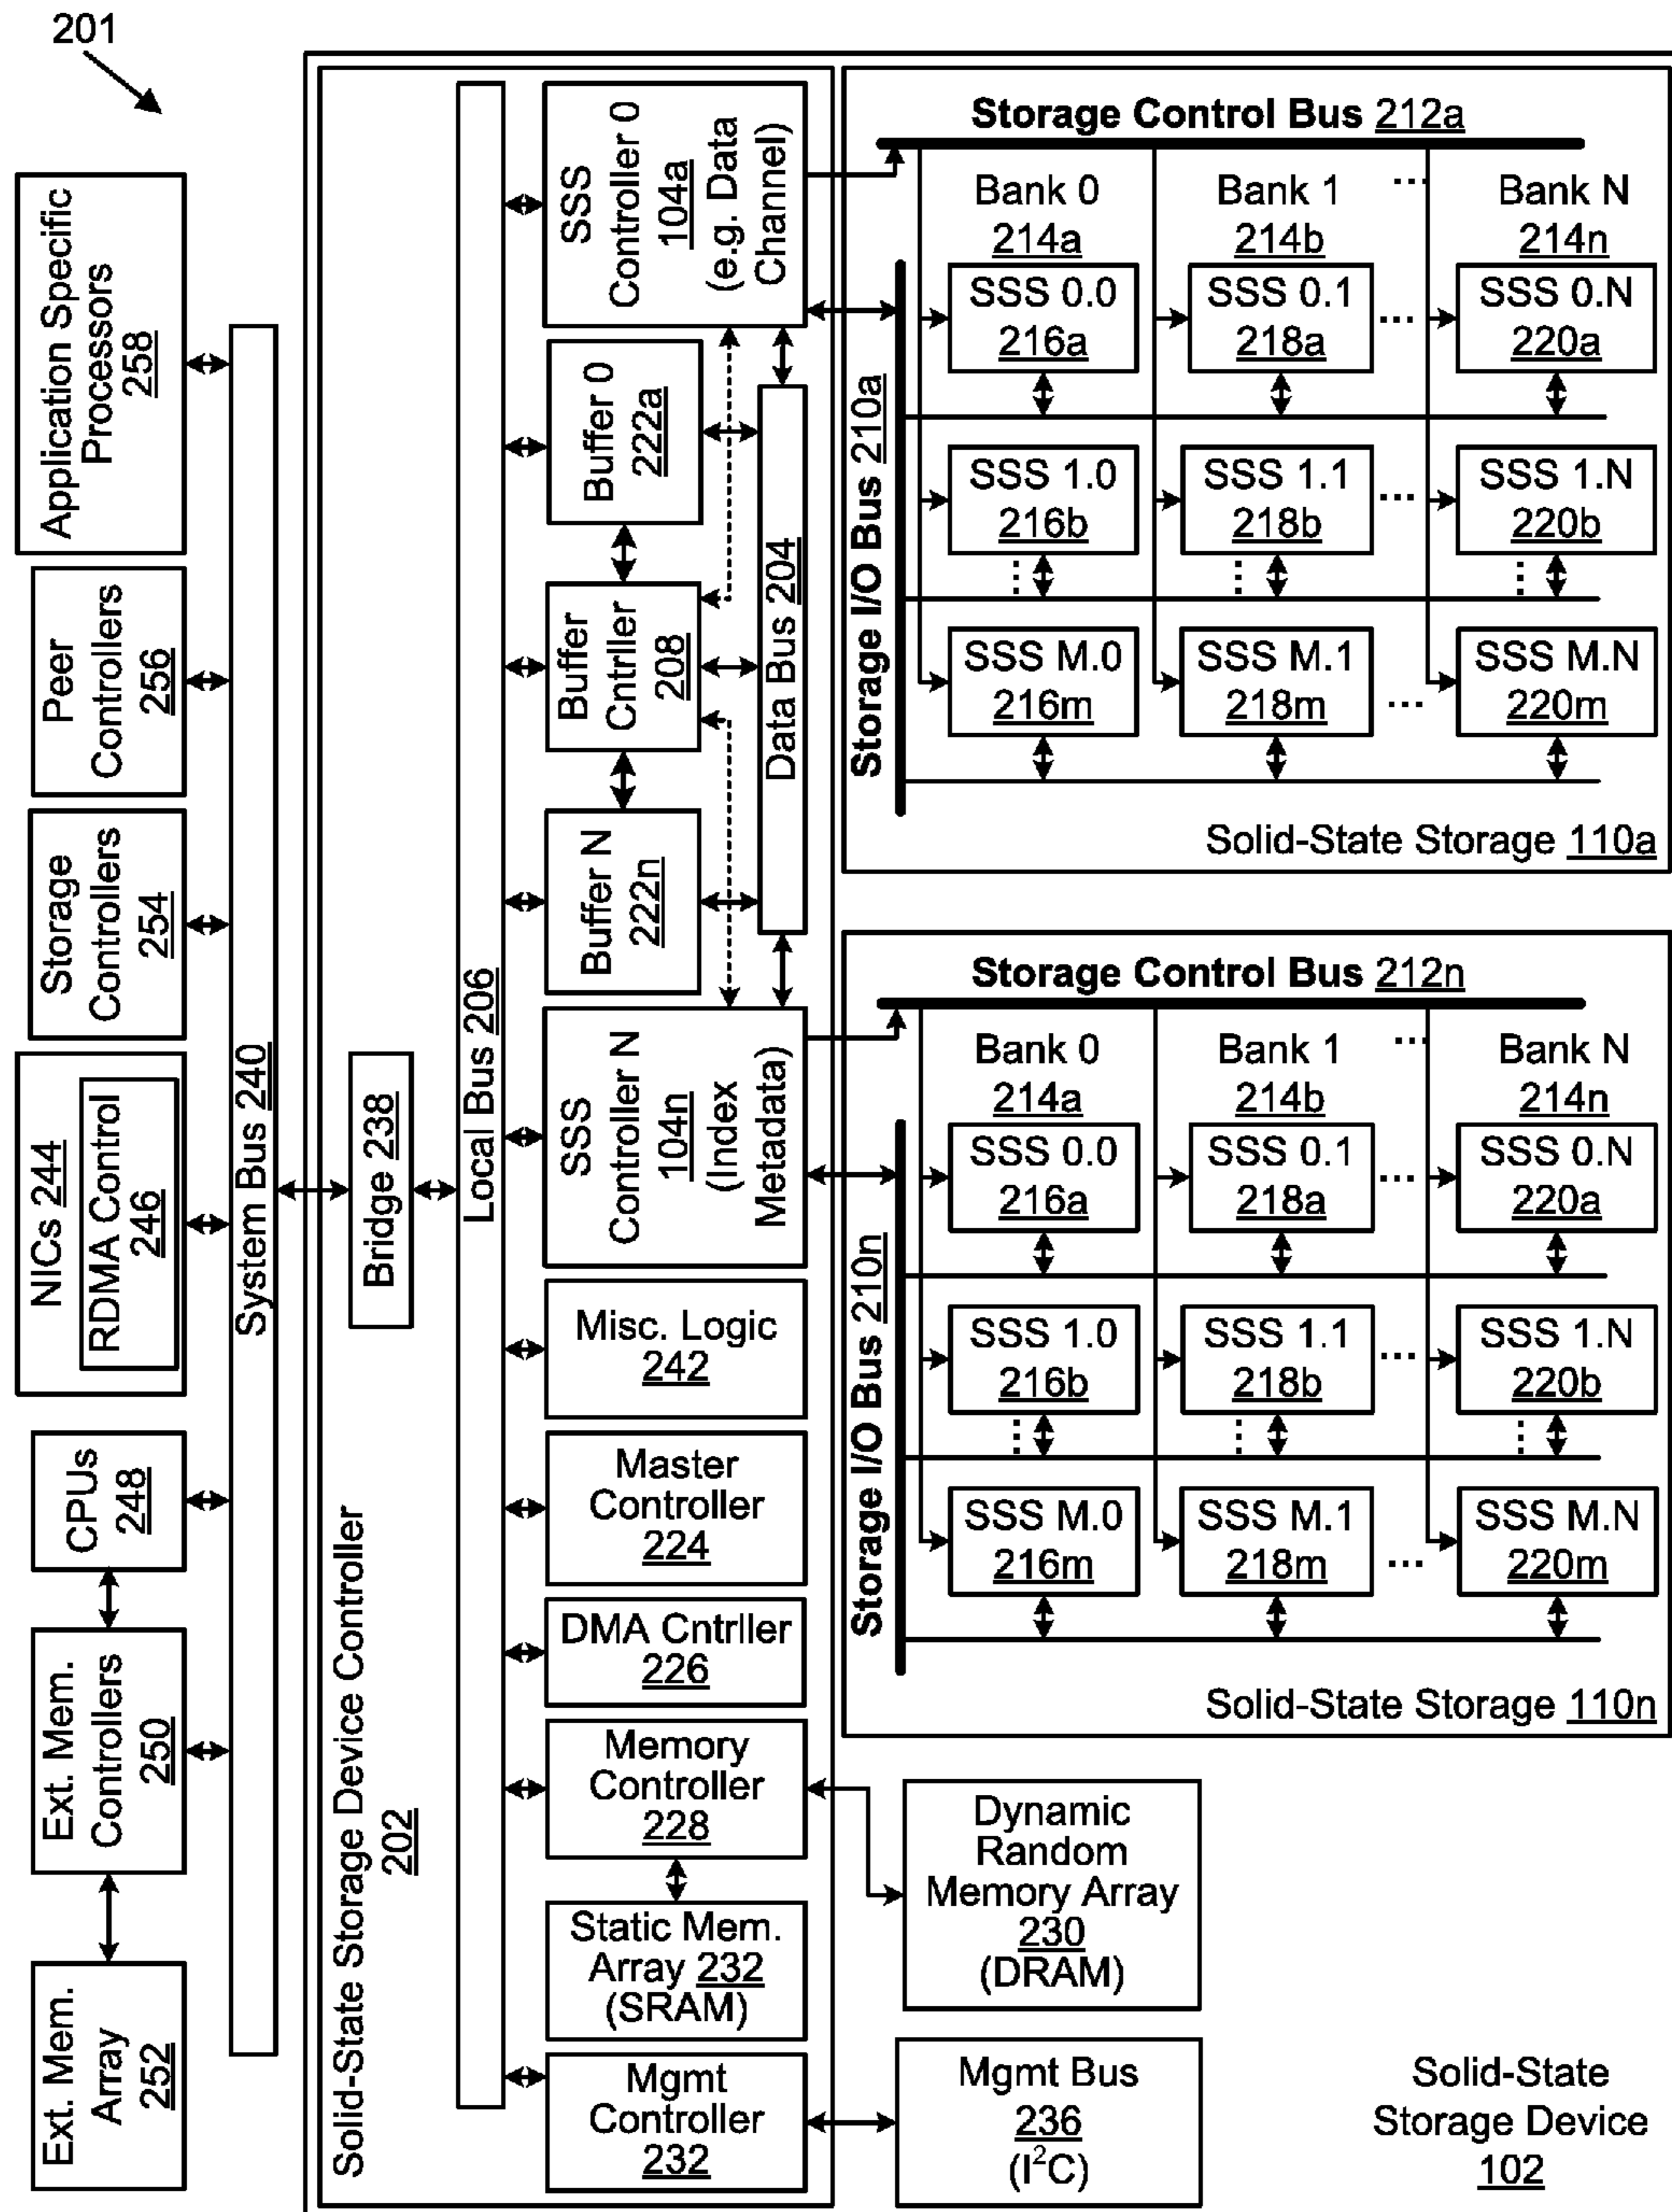 201
Application Specific
Processors
258
Peer
Controllers
256
Storage
Controllers
254
NICs 244
RDMA Control
246
CPUs
248
Ext. Mem.
Controllers
250
Ext. Mem.
Array
252
System Bus 240
Solid-State Storage Device Controller
202
Bridge 238
Local Bus 206
SSS
Controller 0
104a
(e.g. Data
Channel)
Buffer 0
222a
Buffer
Cntrller
208
Buffer N
222n
Data Bus 204
SSS
Controller N
104n
(Index
Metadata)
Misc. Logic
242
Master
Controller
224
DMA Cntrller
226
Memory
Controller
228
Static Mem.
Array 232
(SRAM)
Mgmt
Controller
232
Storage Control Bus 212a
Storage I/O Bus 210a
Bank 0
214a
Bank 1
214b
...
Bank N
214n
SSS 0.0
216a
SSS 0.1
218a
...
SSS 0.N
220a
SSS 1.0
216b
SSS 1.1
218b
...
SSS 1.N
220b
...
...
...
SSS M.0
216m
SSS M.1
218m
...
SSS M.N
220m
Solid-State Storage 110a
Storage Control Bus 212n
Storage I/O Bus 210n
Bank 0
214a
Bank 1
214b
...
Bank N
214n
SSS 0.0
216a
SSS 0.1
218a
...
SSS 0.N
220a
SSS 1.0
216b
SSS 1.1
218b
...
SSS 1.N
220b
...
...
...
SSS M.0
216m
SSS M.1
218m
...
SSS M.N
220m
Solid-State Storage 110n
Dynamic
Random
Memory Array
230
(DRAM)
Mgmt Bus
236
(I²C)
Solid-State
Storage Device
102